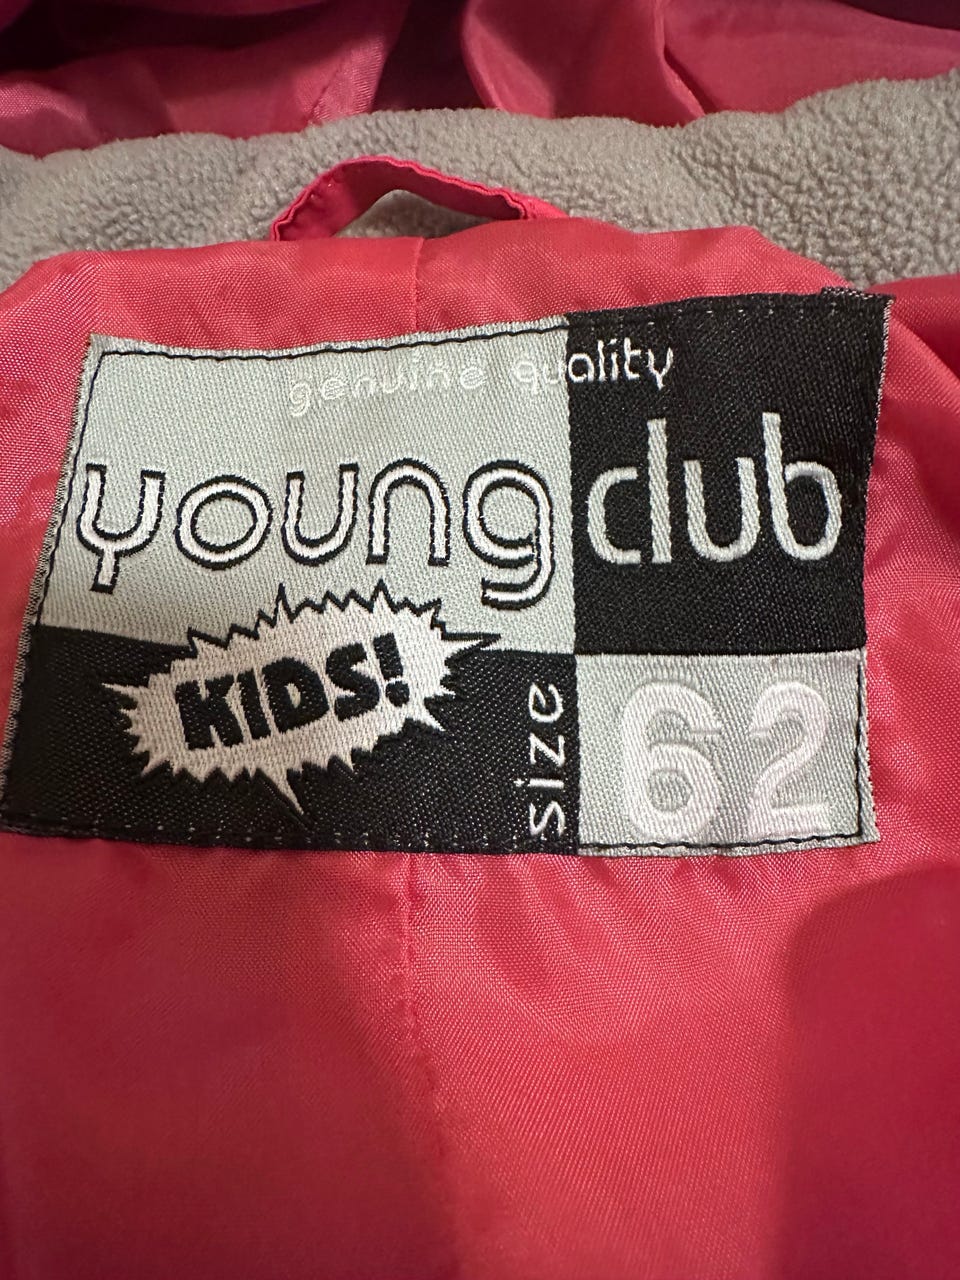 genuine quality
young club
KIDS!
size 62